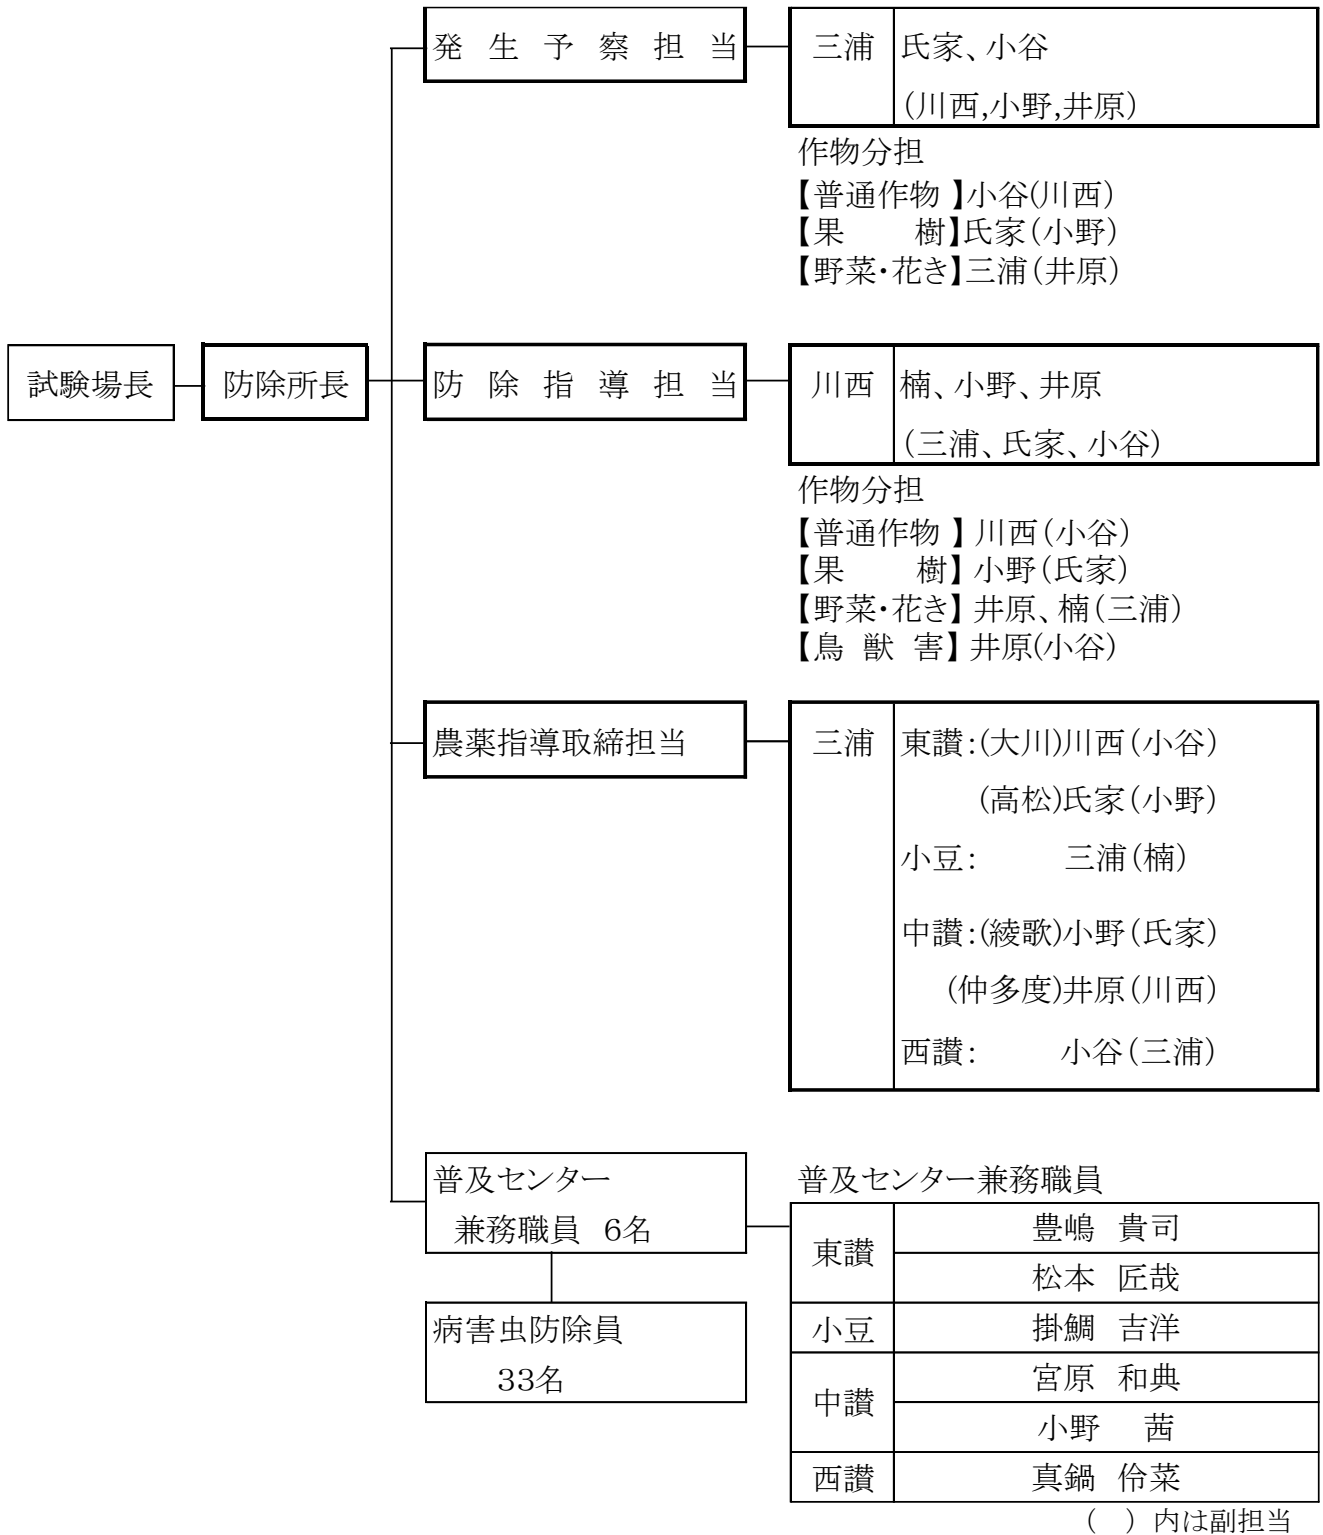 発生予察担当
三浦 氏家、小谷
(川西,小野,井原)
作物分担
【普通作物 】小谷(川西)
【果 樹】氏家(小野)
【野菜・花き】三浦(井原)
試験場長
防除所長
防除指導担当
川西 楠、小野、井原
(三浦、氏家、小谷)
作物分担
【普通作物 】 川西(小谷)
【果 樹】 小野(氏家)
【野菜・花き】 井原、楠(三浦)
【鳥 獣 害】 井原(小谷)
農薬指導取締担当
三浦 東讃:(大川)川西(小谷)
(高松)氏家(小野)
小豆: 三浦(楠)
中讃:(綾歌)小野(氏家)
(仲多度)井原(川西)
西讃: 小谷(三浦)
普及センター
兼務職員 6名
病害虫防除員
33名
普及センター兼務職員
東讃 豊嶋 貴司
松本 匠哉
小豆 掛鯛 吉洋
中讃 宮原 和典
小野 茜
西讃 真鍋 伶菜
( )内は副担当